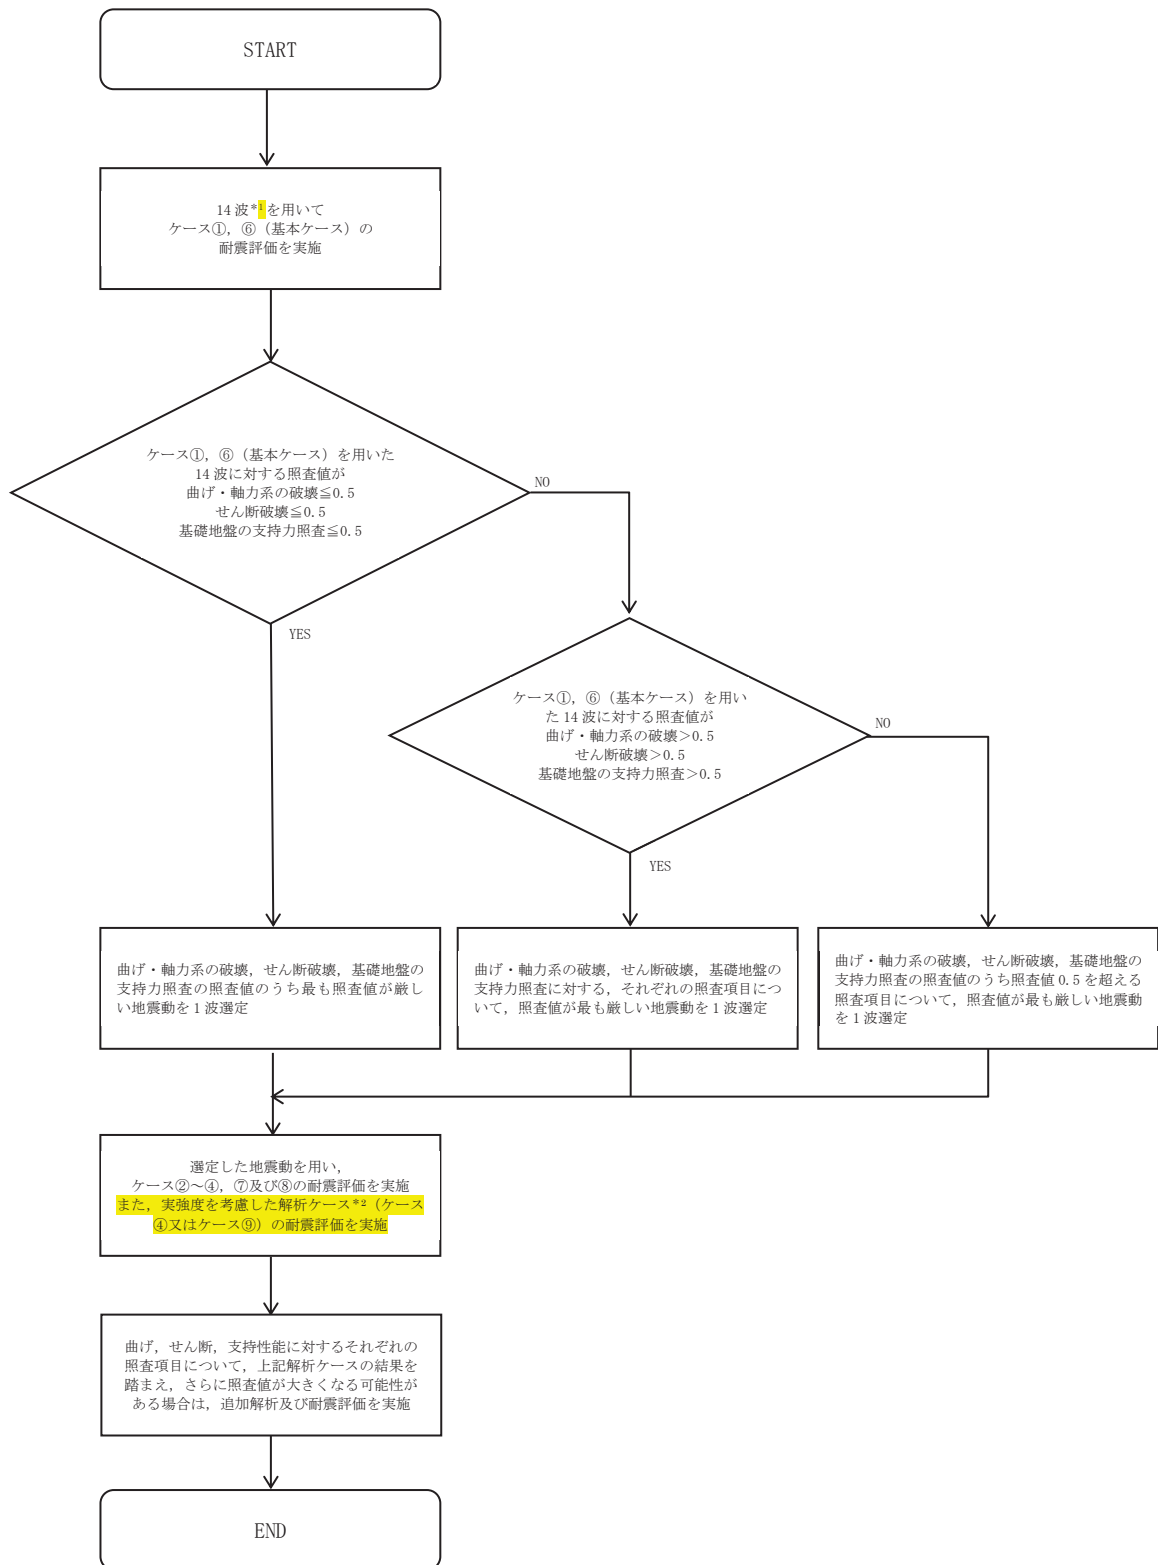 START
14 波*1を用いて
ケース①，⑥（基本ケース）の
耐震評価を実施
ケース①，⑥（基本ケース）を用いた
14 波に対する照査値が
曲げ・軸力系の破壊≦0.5
せん断破壊≦0.5
基礎地盤の支持力照査≦0.5
NO
YES
ケース①，⑥（基本ケース）を用い
た 14 波に対する照査値が
曲げ・軸力系の破壊＞0.5
せん断破壊＞0.5
基礎地盤の支持力照査＞0.5
NO
YES
曲げ・軸力系の破壊，せん断破壊，基礎地盤の
支持力照査の照査値のうち最も照査値が厳し
い地震動を 1 波選定
曲げ・軸力系の破壊，せん断破壊，基礎地盤の
支持力照査に対する，それぞれの照査項目につ
いて，照査値が最も厳しい地震動を 1 波選定
曲げ・軸力系の破壊，せん断破壊，基礎地盤の
支持力照査の照査値のうち照査値 0.5 を超える
照査項目について，照査値が最も厳しい地震動
を 1 波選定
選定した地震動を用い，
ケース②～④，⑦及び⑧の耐震評価を実施
また，実強度を考慮した解析ケース*2（ケース
④又はケース⑨）の耐震評価を実施
曲げ，せん断，支持性能に対するそれぞれの
照査項目について，上記解析ケースの結果を
踏まえ，さらに照査値が大きくなる可能性が
ある場合は，追加解析及び耐震評価を実施
END